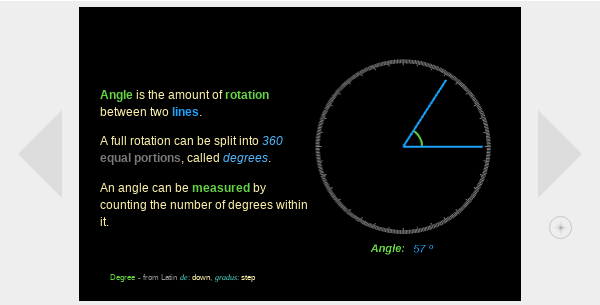 Angle is the amount of rotation
between two lines.
A full rotation can be split into 360
equal portions, called degrees.
An angle can be measured by
counting the number of degrees within
it.
Angle: 57 º
Degree - from Latin de: down, gradus: step